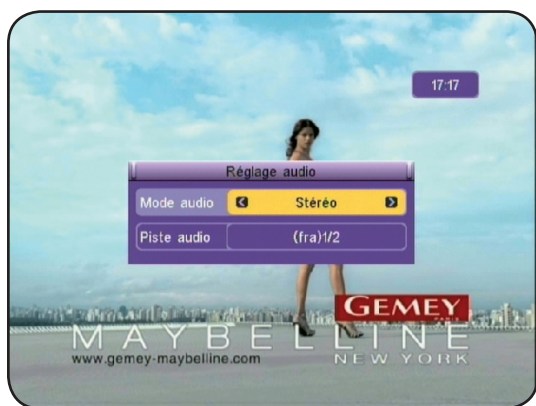 17:17
Réglage audio
Mode audio Stéréo
Piste audio (fra)1/2
GEMEY
PARIS
MAYBELLINE
www.gemey-maybelline.com NEW YORK